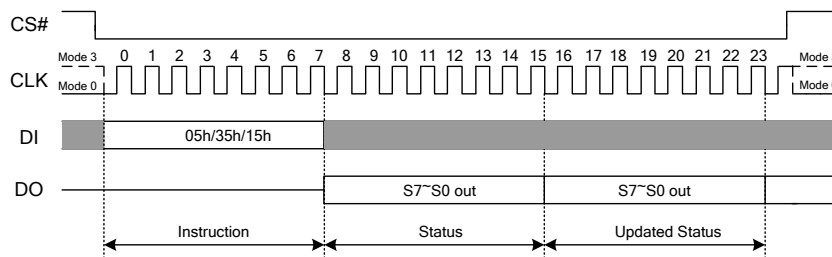 CS#
Mode 3 0 1 2 3 4 5 6 7 8 9 10 11 12 13 14 15 16 17 18 19 20 21 22 23 Mode
CLK
Mode 0 Mode
DI 05h/35h/15h
DO S7~S0 out S7~S0 out
Instruction Status Updated Status